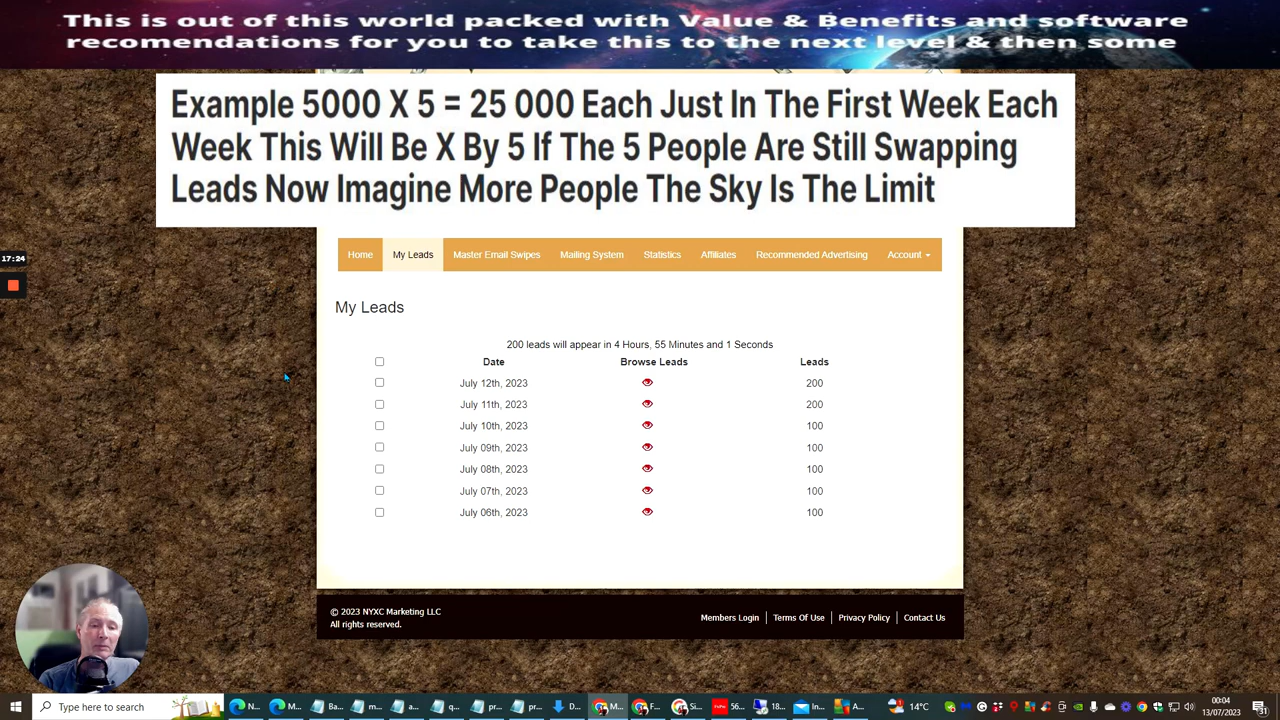 This is out of this world packed with Value & Benefits and software
recomendations for you to take this to the next level & then some
Example 5000 X 5 = 25 000 Each Just In The First Week Each
Week This Will Be X By 5 If The 5 People Are Still Swapping
Leads Now Imagine More People The Sky Is The Limit
Home My Leads Master Email Swipes Mailing System Statistics Affiliates Recommended Advertising Account
17:24
My Leads
200 leads will appear in 4 Hours, 55 Minutes and 1 Seconds
Date Browse Leads Leads
July 12th, 2023 200
July 11th, 2023 200
July 10th, 2023 100
July 09th, 2023 100
July 08th, 2023 100
July 07th, 2023 100
July 06th, 2023 100
© 2023 NYXC Marketing LLC
All rights reserved.
Members Login Terms Of Use Privacy Policy Contact Us
Type here to search N... M... Ba... m... a... q... pr... pr... D... M... F... Si... 56... 18... In... A... 14°C 00:04
13/07/2023